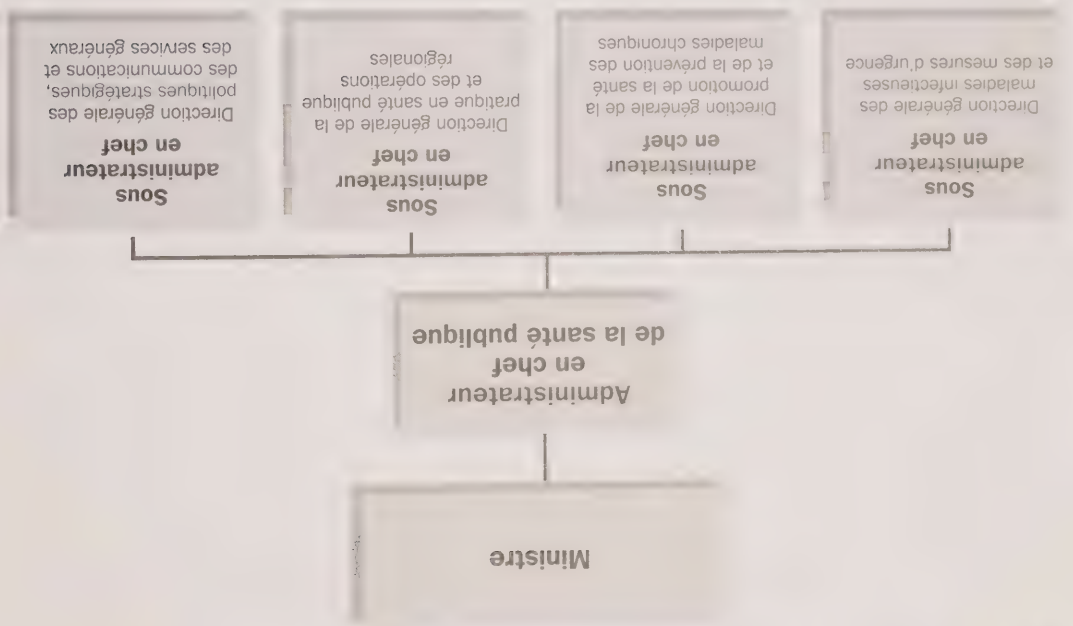 Ministre
Administrateur
en chef
de la santé publique
Sous
administrateur
en chef
Direction générale des
maladies infectieuses
et des mesures d'urgence
Sous
administrateur
en chef
Direction générale de la
promotion de la santé
et de la prévention des
maladies chroniques
Sous
administrateur
en chef
Direction générale de la
pratique en santé publique
et des opérations
régionales
Sous
administrateur
en chef
Direction générale des
politiques stratégiques,
des communications et
des services généraux